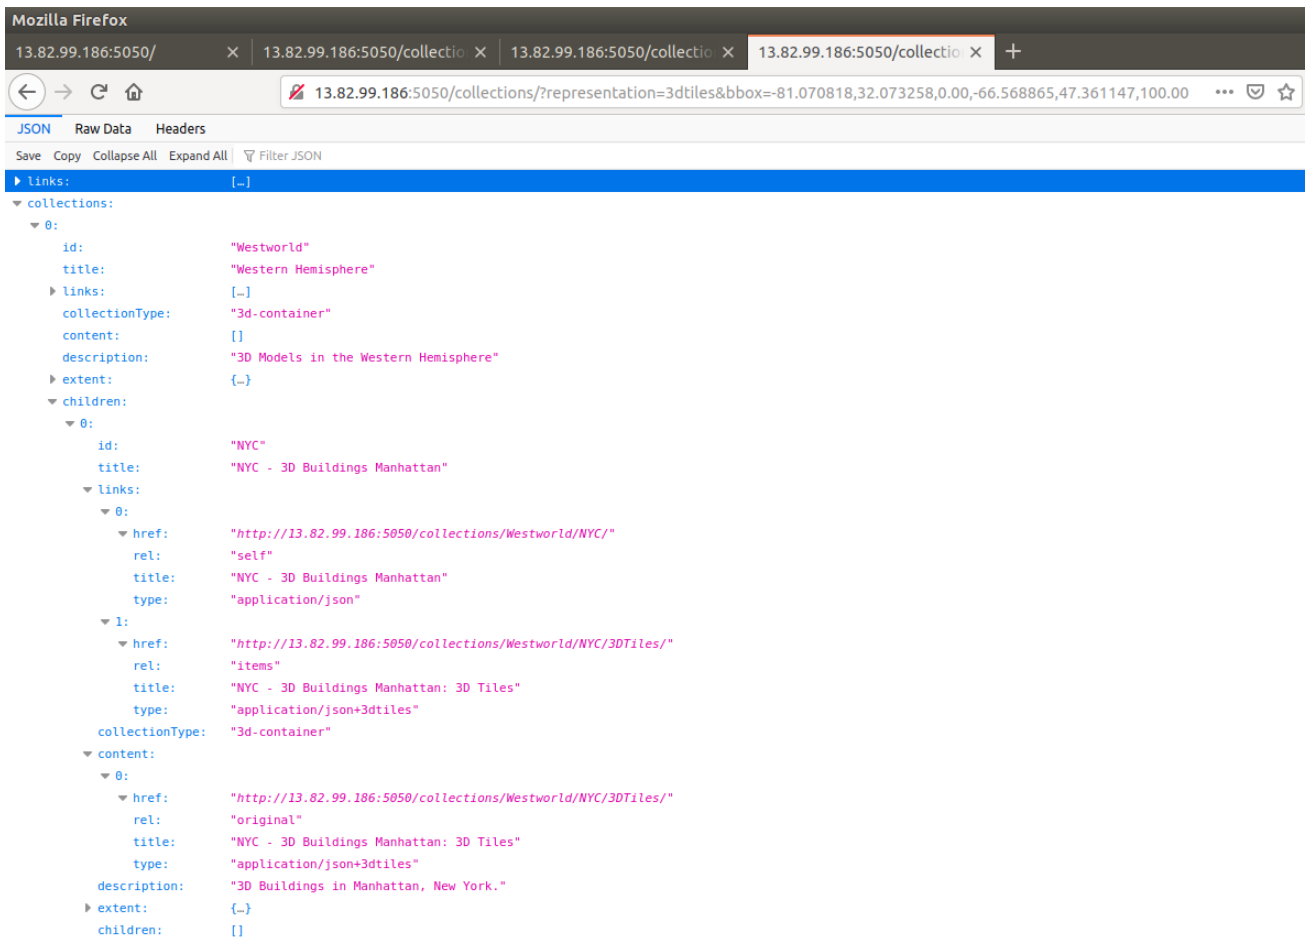 Mozilla Firefox
13.82.99.186:5050/ × 13.82.99.186:5050/collectio × 13.82.99.186:5050/collectio × 13.82.99.186:5050/collectio × +
13.82.99.186:5050/collections/?representation=3dtiles&bbox=-81.070818,32.073258,0.00,-66.568865,47.361147,100.00 •••
JSON Raw Data Headers
Save Copy Collapse All Expand All Filter JSON
links: […]
collections:
0:
id: "Westworld"
title: "Western Hemisphere"
links: […]
collectionType: "3d-container"
content: []
description: "3D Models in the Western Hemisphere"
extent: {…}
children:
0:
id: "NYC"
title: "NYC - 3D Buildings Manhattan"
links:
0:
href: "http://13.82.99.186:5050/collections/Westworld/NYC/"
rel: "self"
title: "NYC - 3D Buildings Manhattan"
type: "application/json"
1:
href: "http://13.82.99.186:5050/collections/Westworld/NYC/3DTiles/"
rel: "items"
title: "NYC - 3D Buildings Manhattan: 3D Tiles"
type: "application/json+3dtiles"
collectionType: "3d-container"
content:
0:
href: "http://13.82.99.186:5050/collections/Westworld/NYC/3DTiles/"
rel: "original"
title: "NYC - 3D Buildings Manhattan: 3D Tiles"
type: "application/json+3dtiles"
description: "3D Buildings in Manhattan, New York."
extent: {…}
children: []